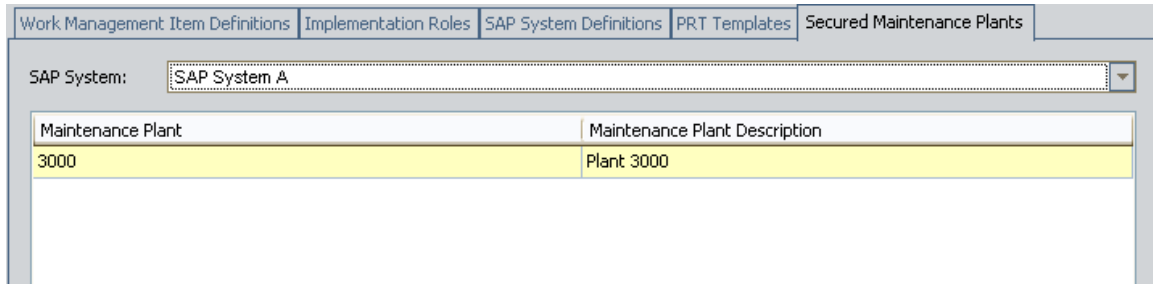 Work Management Item Definitions Implementation Roles SAP System Definitions PRT Templates Secured Maintenance Plants
SAP System: SAP System A
Maintenance Plant Maintenance Plant Description
3000 Plant 3000